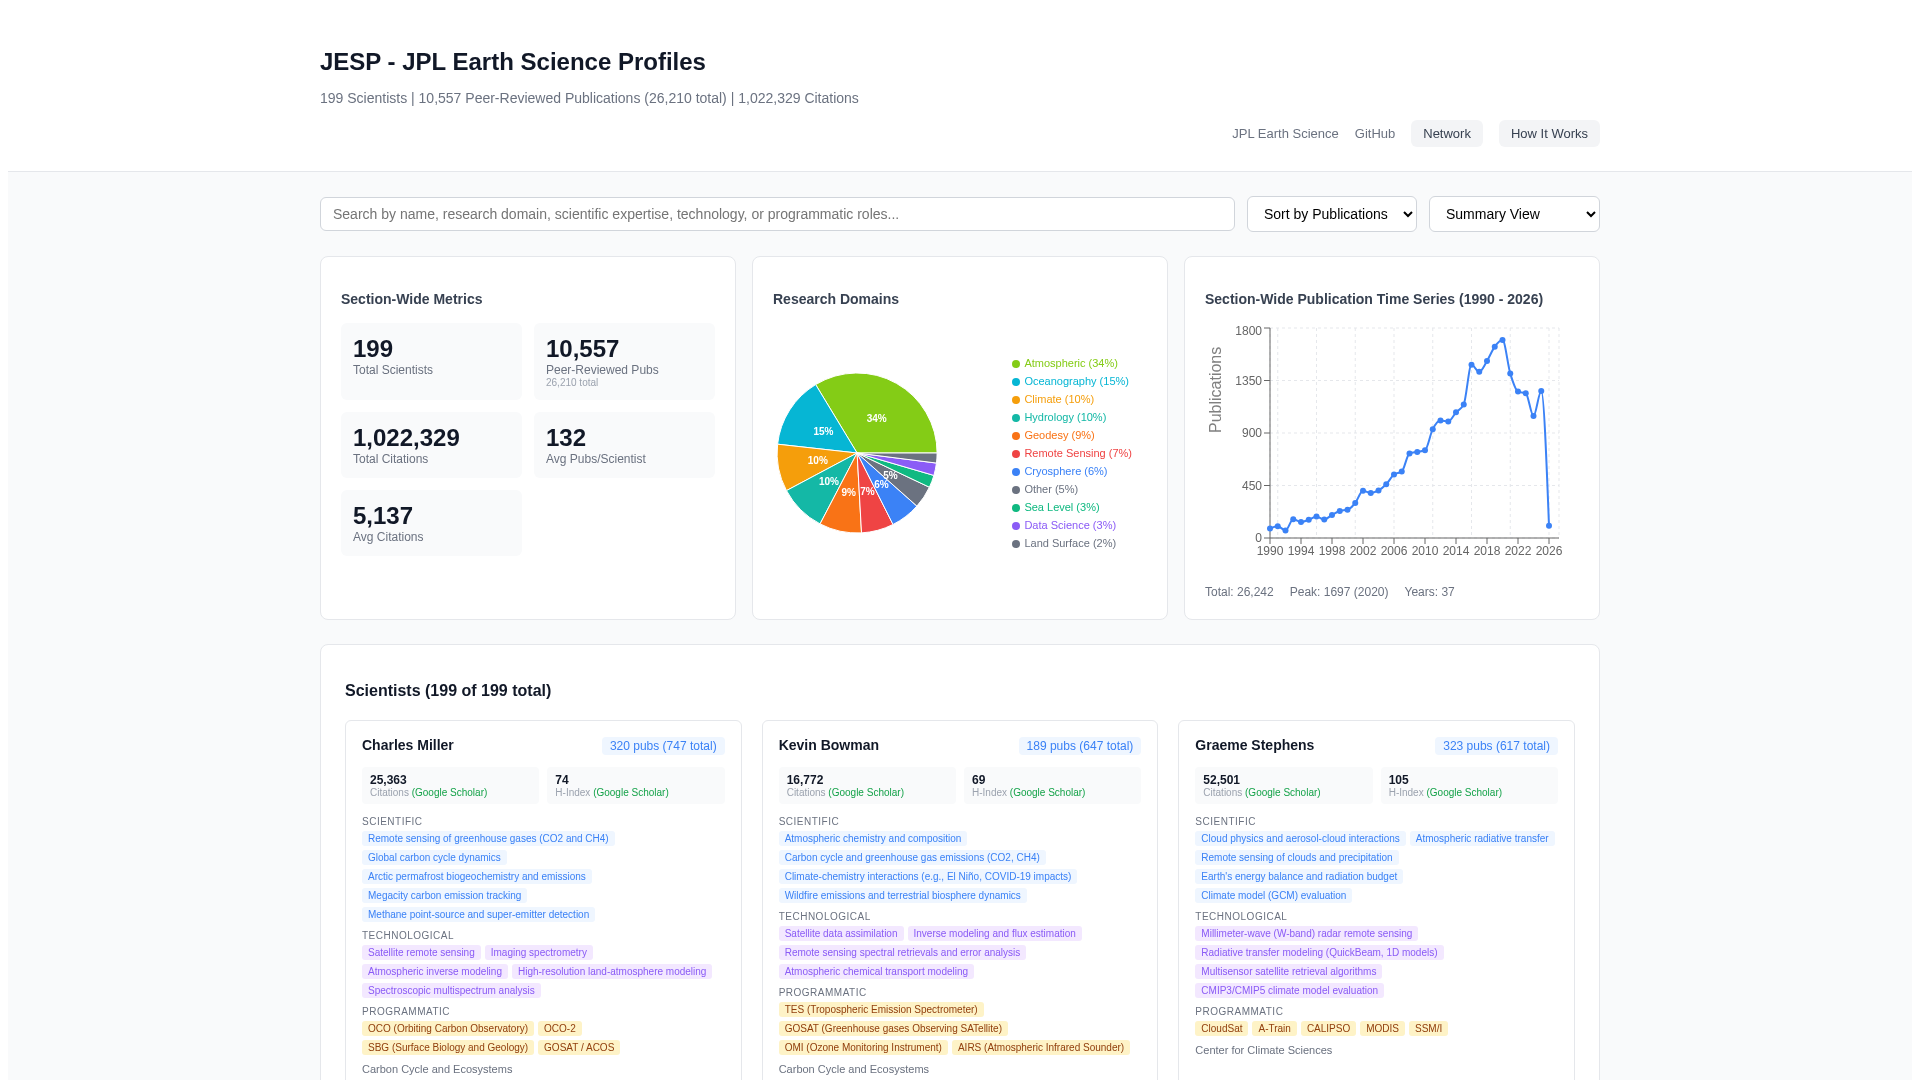 JESP - JPL Earth Science Profiles
199 Scientists | 10,557 Peer-Reviewed Publications (26,210 total) | 1,022,329 Citations
JPL Earth Science GitHub Network How It Works
Search by name, research domain, scientific expertise, technology, or programmatic roles...
Sort by Publications
Summary View
Section-Wide Metrics
199
Total Scientists
10,557
Peer-Reviewed Pubs
26,210 total
1,022,329
Total Citations
132
Avg Pubs/Scientist
5,137
Avg Citations
Research Domains
34%
15%
10%
10%
9%
7%
6%
5%
Atmospheric (34%)
Oceanography (15%)
Climate (10%)
Hydrology (10%)
Geodesy (9%)
Remote Sensing (7%)
Cryosphere (6%)
Other (5%)
Sea Level (3%)
Data Science (3%)
Land Surface (2%)
Section-Wide Publication Time Series (1990 - 2026)
Publications
1800
1350
900
450
0
1990 1994 1998 2002 2006 2010 2014 2018 2022 2026
Total: 26,242 Peak: 1697 (2020) Years: 37
Scientists (199 of 199 total)
Charles Miller
320 pubs (747 total)
25,363
Citations (Google Scholar)
74
H-Index (Google Scholar)
SCIENTIFIC
Remote sensing of greenhouse gases (CO2 and CH4)
Global carbon cycle dynamics
Arctic permafrost biogeochemistry and emissions
Megacity carbon emission tracking
Methane point-source and super-emitter detection
TECHNOLOGICAL
Satellite remote sensing Imaging spectrometry
Atmospheric inverse modeling High-resolution land-atmosphere modeling
Spectroscopic multispectrum analysis
PROGRAMMATIC
OCO (Orbiting Carbon Observatory) OCO-2
SBG (Surface Biology and Geology) GOSAT / ACOS
Carbon Cycle and Ecosystems
Kevin Bowman
189 pubs (647 total)
16,772
Citations (Google Scholar)
69
H-Index (Google Scholar)
SCIENTIFIC
Atmospheric chemistry and composition
Carbon cycle and greenhouse gas emissions (CO2, CH4)
Climate-chemistry interactions (e.g., El Niño, COVID-19 impacts)
Wildfire emissions and terrestrial biosphere dynamics
TECHNOLOGICAL
Satellite data assimilation Inverse modeling and flux estimation
Remote sensing spectral retrievals and error analysis
Atmospheric chemical transport modeling
PROGRAMMATIC
TES (Tropospheric Emission Spectrometer)
GOSAT (Greenhouse gases Observing SATellite)
OMI (Ozone Monitoring Instrument) AIRS (Atmospheric Infrared Sounder)
Carbon Cycle and Ecosystems
Graeme Stephens
323 pubs (617 total)
52,501
Citations (Google Scholar)
105
H-Index (Google Scholar)
SCIENTIFIC
Cloud physics and aerosol-cloud interactions Atmospheric radiative transfer
Remote sensing of clouds and precipitation
Earth's energy balance and radiation budget
Climate model (GCM) evaluation
TECHNOLOGICAL
Millimeter-wave (W-band) radar remote sensing
Radiative transfer modeling (QuickBeam, 1D models)
Multisensor satellite retrieval algorithms
CMIP3/CMIP5 climate model evaluation
PROGRAMMATIC
CloudSat A-Train CALIPSO MODIS SSM/I
Center for Climate Sciences